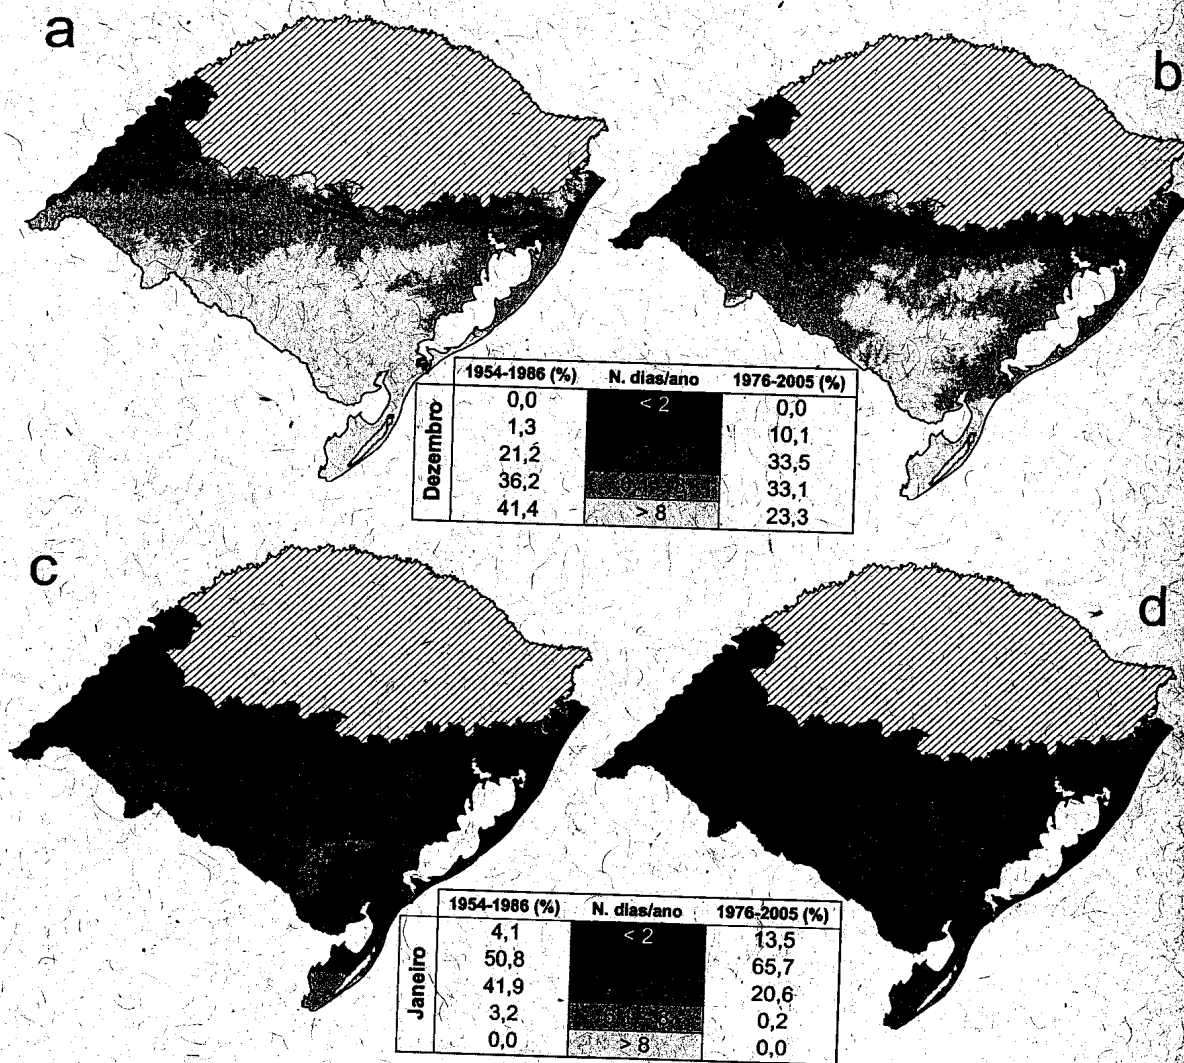 a
b
1954-1986 (%) N. dias/ano 1976-2005 (%)
Dezembro
0,0 < 2 0,0
1,3 10,1
21,2 33,5
36,2 33,1
41,4 > 8 23,3
c
d
1954-1986 (%) N. dias/ano 1976-2005 (%)
Janeiro
4,1 < 2 13,5
50,8 65,7
41,9 20,6
3,2 0,2
0,0 > 8 0,0